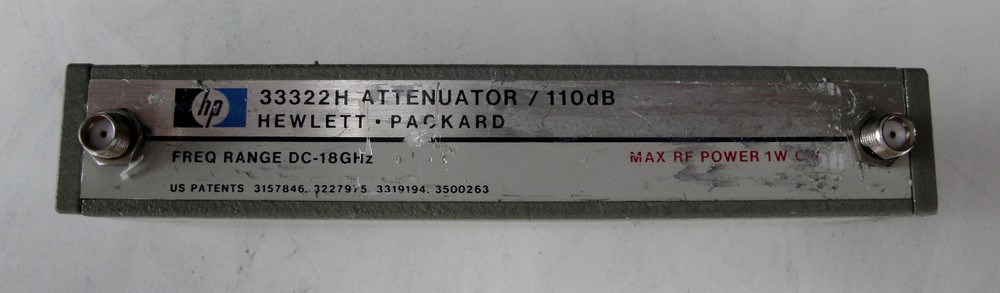 hp
33322H ATTENUATOR / 110dB
HEWLETT · PACKARD
FREQ RANGE DC-18GHz
MAX RF POWER 1W
US PATENTS 3157846, 3227975, 3319194, 3500263